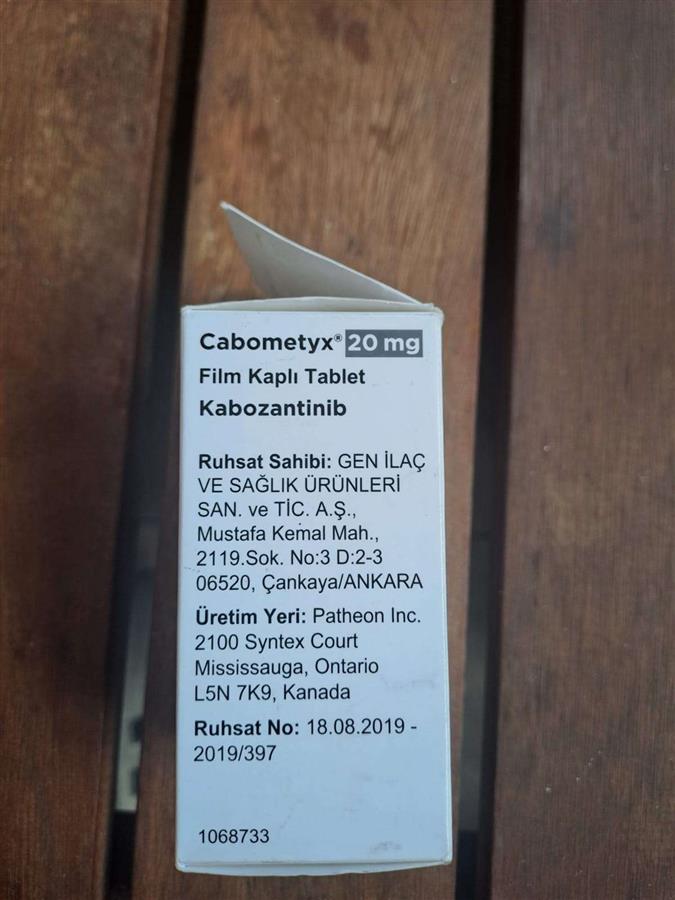 Cabometyx® 20 mg
Film Kaplı Tablet
Kabozantinib
Ruhsat Sahibi: GEN İLAÇ
VE SAĞLIK ÜRÜNLERİ
SAN. ve TİC. A.Ş.,
Mustafa Kemal Mah.,
2119.Sok. No:3 D:2-3
06520, Çankaya/ANKARA
Üretim Yeri: Patheon Inc.
2100 Syntex Court
Mississauga, Ontario
L5N 7K9, Kanada
Ruhsat No: 18.08.2019 -
2019/397
1068733